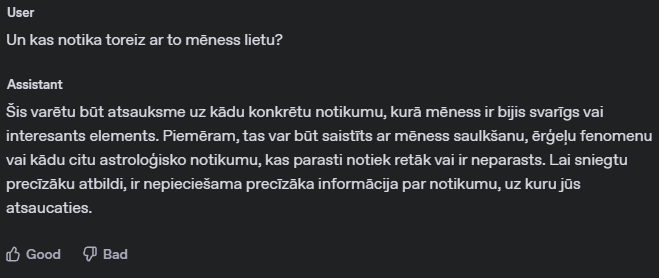 User
Un kas notika toreiz ar to mēness lietu?
Assistant
Šis varētu būt atsauksme uz kādu konkrētu notikumu, kurā mēness ir bijis svarīgs vai
interesants elements. Piemēram, tas var būt saistīts ar mēness saulkšanu, ērģeļu fenomenu
vai kādu citu astroloģisko notikumu, kas parasti notiek retāk vai ir neparasts. Lai sniegtu
precīzāku atbildi, ir nepieciešama precīzāka informācija par notikumu, uz kuru jūs
atsaucaties.
Good Bad